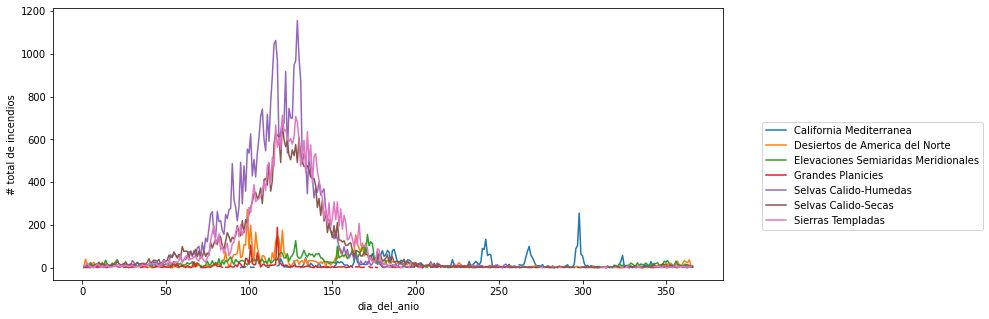 1200
1000
800
600
400
200
0
# total de incendios
0 50 100 150 200 250 300 350
dia_del_anio
California Mediterranea
Desiertos de America del Norte
Elevaciones Semiaridas Meridionales
Grandes Planicies
Selvas Calido-Humedas
Selvas Calido-Secas
Sierras Templadas